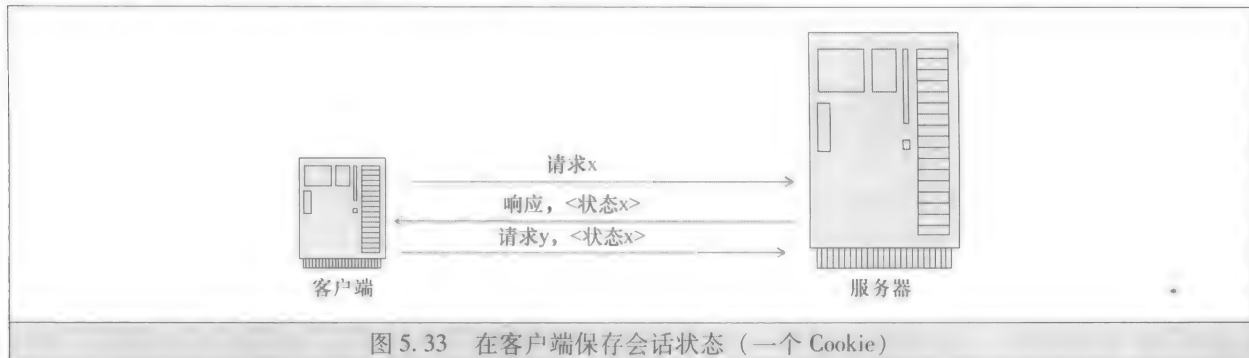 请求x
响应，<状态x>
请求y，<状态x>
客户端
服务器
图 5.33 在客户端保存会话状态（一个 Cookie）